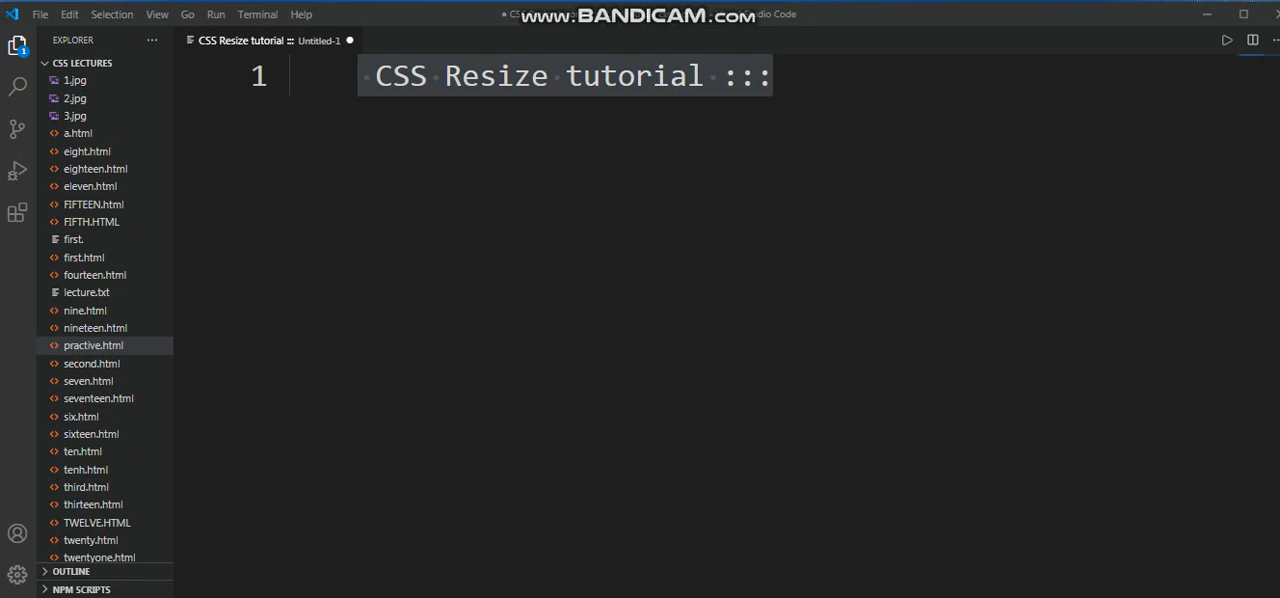 File Edit Selection View Go Run Terminal Help
www.BANDICAM.com
EXPLORER
CSS Resize tutorial ::: Untitled-1
CSS LECTURES
1.jpg
2.jpg
3.jpg
a.html
eight.html
eighteen.html
eleven.html
FIFTEEN.html
FIFTH.HTML
first.
first.html
fourteen.html
lecture.txt
nine.html
nineteen.html
practive.html
second.html
seven.html
seventeen.html
six.html
sixteen.html
ten.html
tenh.html
third.html
thirteen.html
TWELVE.HTML
twenty.html
twentyone.html
OUTLINE
NPM SCRIPTS
1
1 CSS Resize tutorial :::